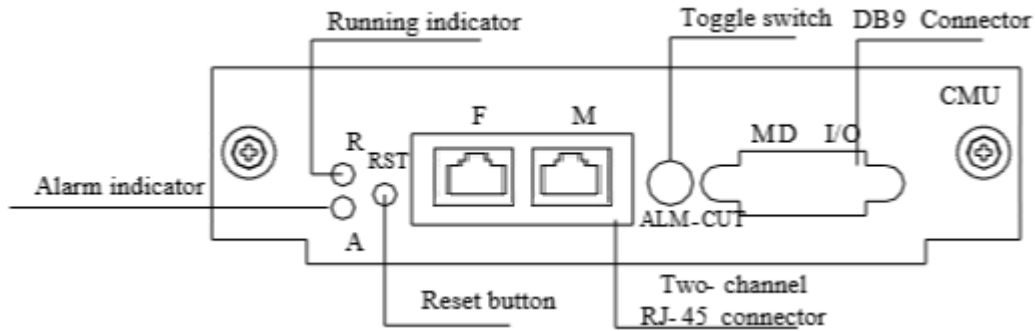 Running indicator
Toggle switch
DB9 Connector
CMU
F
M
MD I/O
R
RST
Alarm indicator
ALM-CUT
A
Reset button
Two- channel
RJ- 45 connector